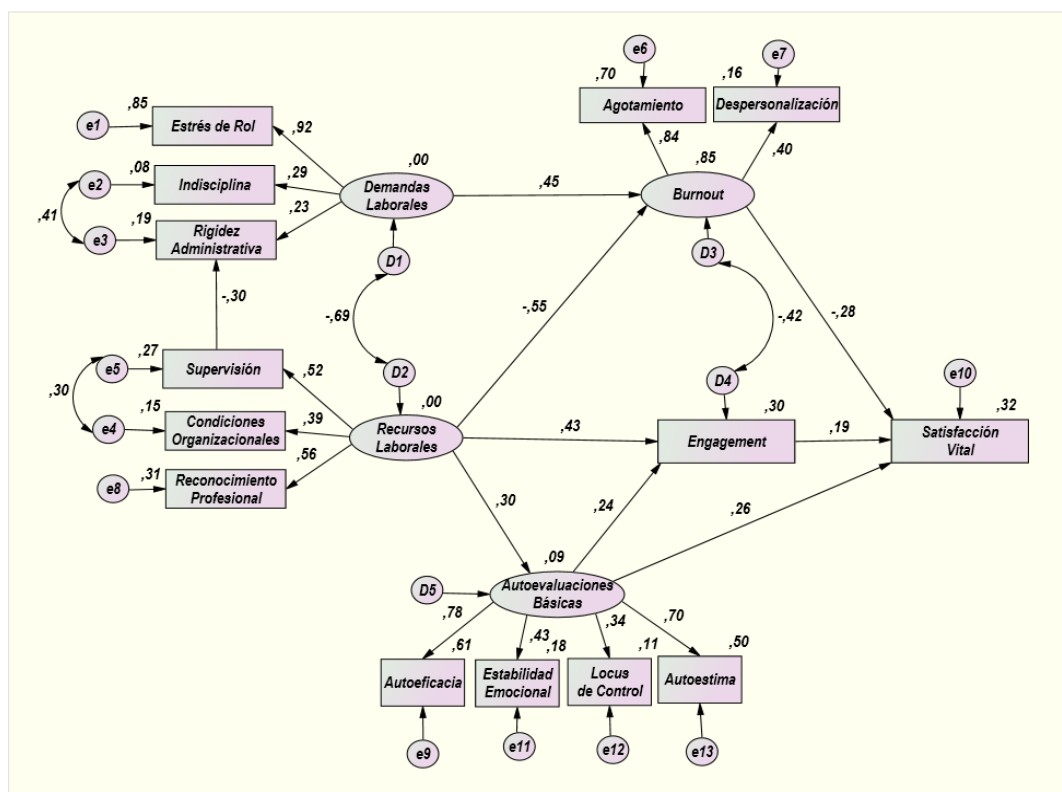 e6
e7
,70
,16
Agotamiento
Despersonalización
,85
e1
Estrés de Rol
,92
,84
,40
,08
e2
Indisciplina
,29
,00
Demandas
Laborales
,45
,85
Burnout
,41
,23
,19
e3
Rigidez
Administrativa
D1
D3
-,30
-,69
-,55
-,42
-,28
,27
e5
Supervisión
,52
D2
D4
e10
,30
,15
e4
Condiciones
Organizacionales
,39
,00
Recursos
Laborales
,43
,30
Engagement
,19
,32
Satisfacción
Vital
,56
,31
e8
Reconocimiento
Profesional
,30
,24
,26
,09
D5
Autoevaluaciones
Básicas
,78
,43
,34
,70
,61
,18
,11
,50
Autoeficacia
Estabilidad
Emocional
Locus
de Control
Autoestima
e9
e11
e12
e13